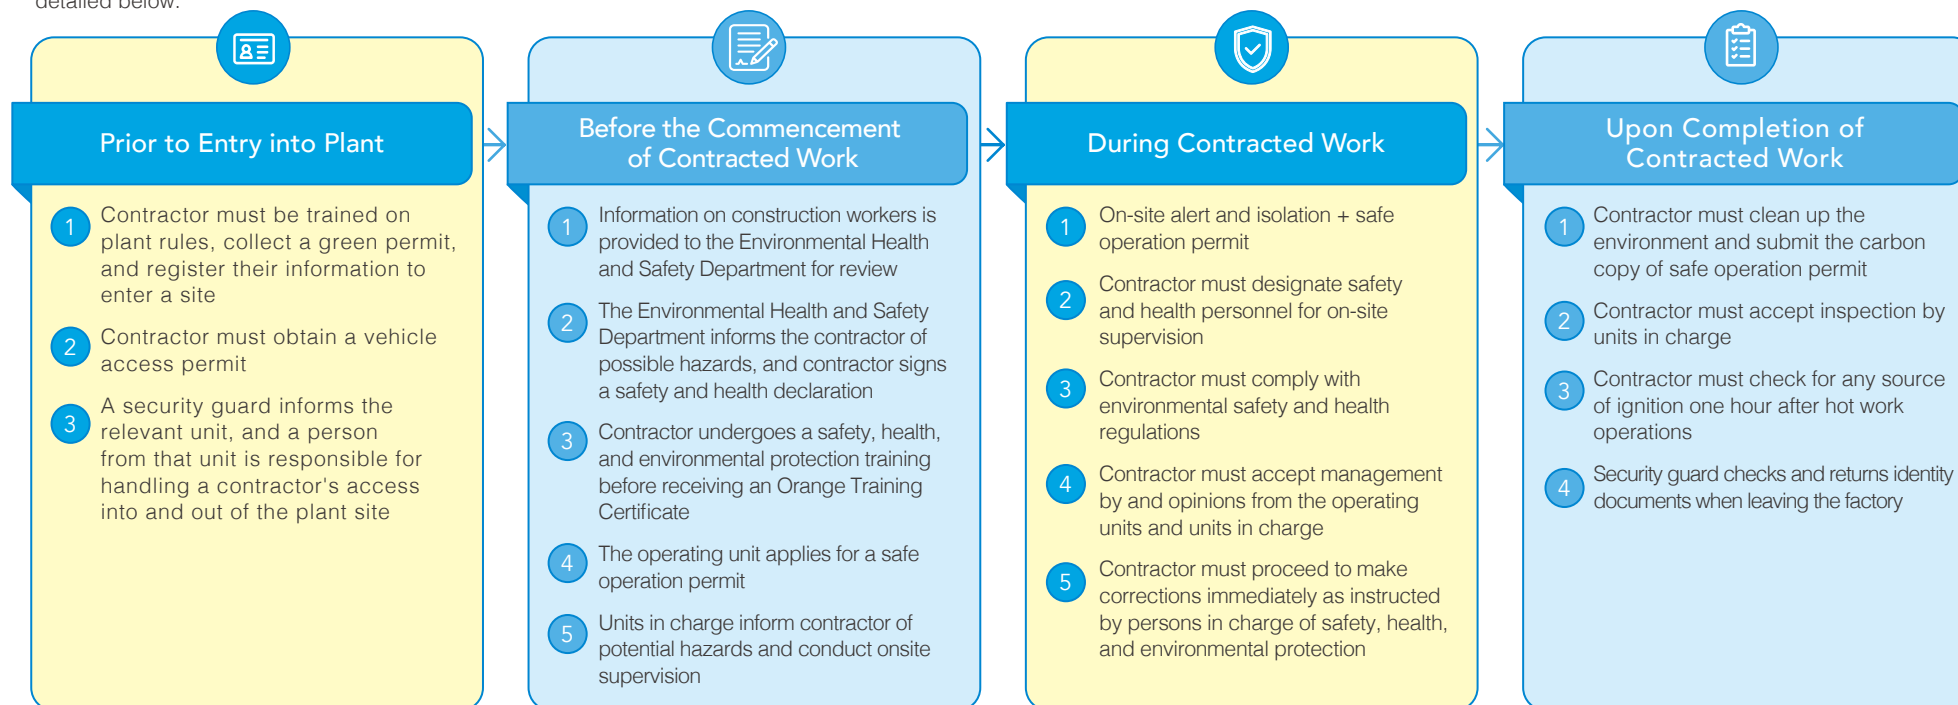 detailed below:
Prior to Entry into Plant
1
Contractor must be trained on
plant rules, collect a green permit,
and register their information to
enter a site
2
Contractor must obtain a vehicle
access permit
3
A security guard informs the
relevant unit, and a person
from that unit is responsible for
handling a contractor's access
into and out of the plant site
Before the Commencement
of Contracted Work
1
Information on construction workers is
provided to the Environmental Health
and Safety Department for review
2
The Environmental Health and Safety
Department informs the contractor of
possible hazards, and contractor signs
a safety and health declaration
3
Contractor undergoes a safety, health,
and environmental protection training
before receiving an Orange Training
Certificate
4
The operating unit applies for a safe
operation permit
5
Units in charge inform contractor of
potential hazards and conduct onsite
supervision
During Contracted Work
1
On-site alert and isolation + safe
operation permit
2
Contractor must designate safety
and health personnel for on-site
supervision
3
Contractor must comply with
environmental safety and health
regulations
4
Contractor must accept management
by and opinions from the operating
units and units in charge
5
Contractor must proceed to make
corrections immediately as instructed
by persons in charge of safety, health,
and environmental protection
Upon Completion of
Contracted Work
1
Contractor must clean up the
environment and submit the carbon
copy of safe operation permit
2
Contractor must accept inspection by
units in charge
3
Contractor must check for any source
of ignition one hour after hot work
operations
4
Security guard checks and returns identity
documents when leaving the factory